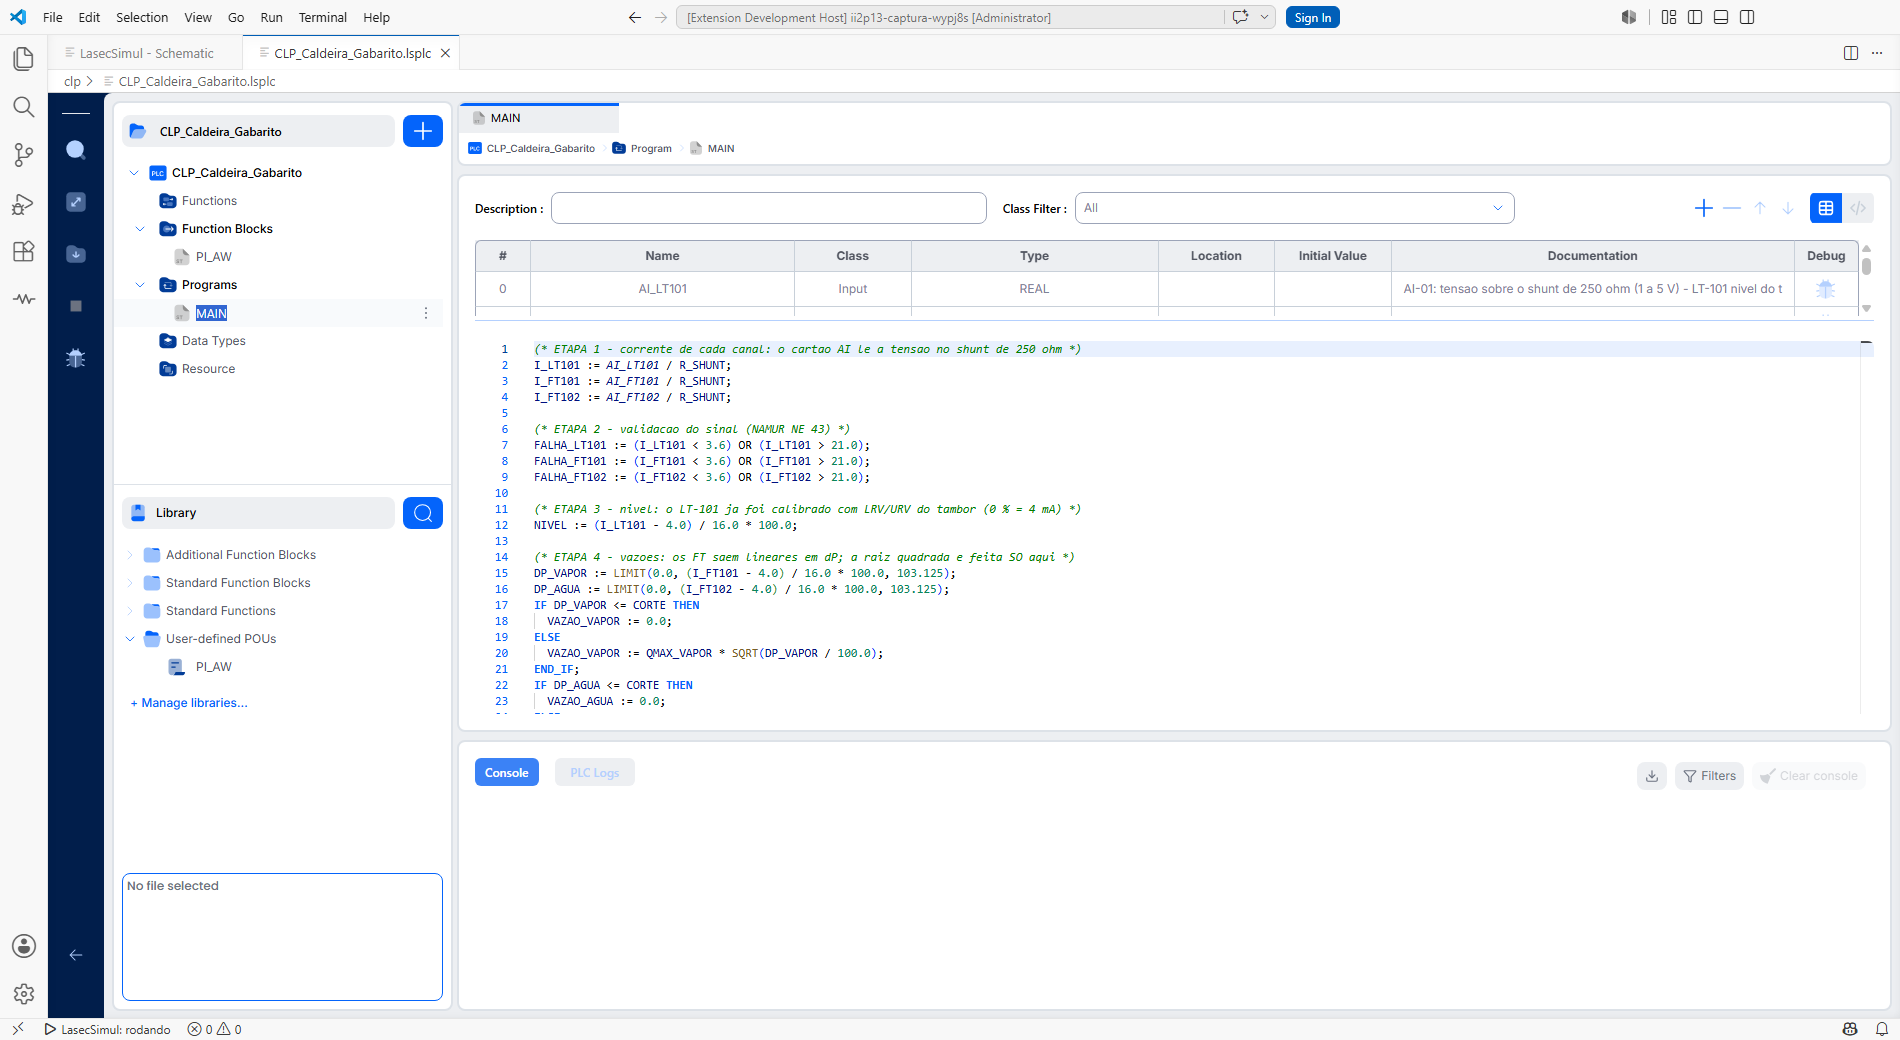 File Edit Selection View Go Run Terminal Help
[Extension Development Host] ii2p13-captura-wypj8s [Administrator]
Sign In
LasecSimul - Schematic
CLP_Caldeira_Gabarito.lsplc
clp > CLP_Caldeira_Gabarito.lsplc
CLP_Caldeira_Gabarito
PLC CLP_Caldeira_Gabarito
Functions
Function Blocks
PI_AW
Programs
MAIN
Data Types
Resource
Library
Additional Function Blocks
Standard Function Blocks
Standard Functions
User-defined POUs
PI_AW
+ Manage libraries...
No file selected
MAIN
PLC CLP_Caldeira_Gabarito Program MAIN
Description :
Class Filter : All
# Name Class Type Location Initial Value Documentation Debug
0 AI_LT101 Input REAL AI-01: tensao sobre o shunt de 250 ohm (1 a 5 V) - LT-101 nivel do t
1 (* ETAPA 1 - corrente de cada canal: o cartao AI le a tensao no shunt de 250 ohm *)
2 I_LT101 := AI_LT101 / R_SHUNT;
3 I_FT101 := AI_FT101 / R_SHUNT;
4 I_FT102 := AI_FT102 / R_SHUNT;
5
6 (* ETAPA 2 - validacao do sinal (NAMUR NE 43) *)
7 FALHA_LT101 := (I_LT101 < 3.6) OR (I_LT101 > 21.0);
8 FALHA_FT101 := (I_FT101 < 3.6) OR (I_FT101 > 21.0);
9 FALHA_FT102 := (I_FT102 < 3.6) OR (I_FT102 > 21.0);
10
11 (* ETAPA 3 - nivel: o LT-101 ja foi calibrado com LRV/URV do tambor (0 % = 4 mA) *)
12 NIVEL := (I_LT101 - 4.0) / 16.0 * 100.0;
13
14 (* ETAPA 4 - vazoes: os FT saem lineares em dP; a raiz quadrada e feita SO aqui *)
15 DP_VAPOR := LIMIT(0.0, (I_FT101 - 4.0) / 16.0 * 100.0, 103.125);
16 DP_AGUA := LIMIT(0.0, (I_FT102 - 4.0) / 16.0 * 100.0, 103.125);
17 IF DP_VAPOR <= CORTE THEN
18 VAZAO_VAPOR := 0.0;
19 ELSE
20 VAZAO_VAPOR := QMAX_VAPOR * SQRT(DP_VAPOR / 100.0);
21 END_IF;
22 IF DP_AGUA <= CORTE THEN
23 VAZAO_AGUA := 0.0;
Console
PLC Logs
Filters
Clear console
LasecSimul: rodando 0 0